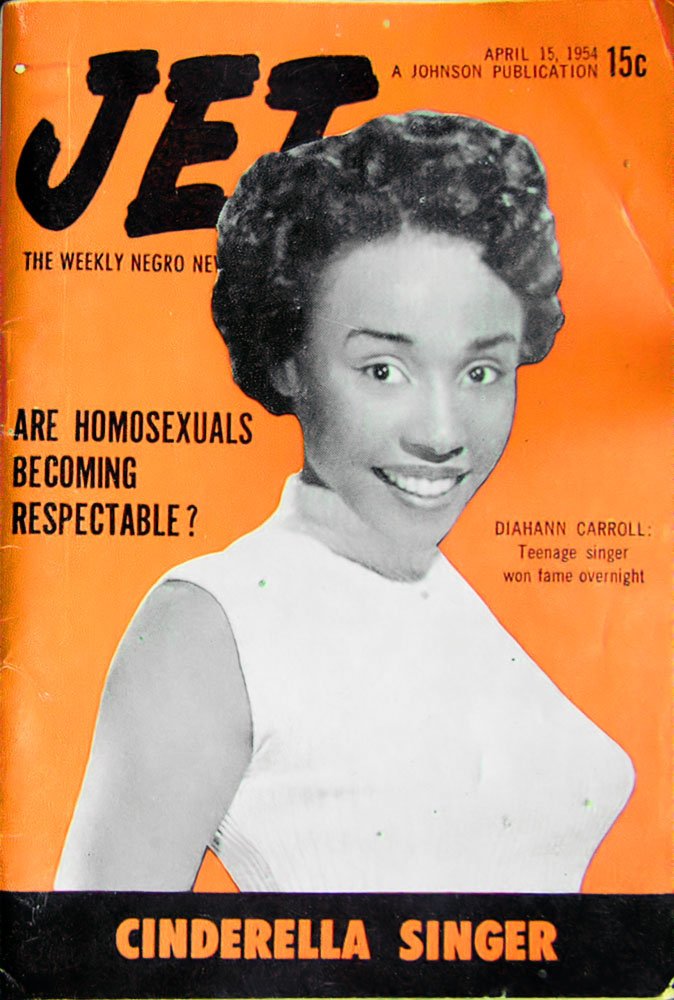 JET
APRIL 15, 1954
A JOHNSON PUBLICATION 15c
THE WEEKLY NEGRO
ARE HOMOSEXUALS
BECOMING
RESPECTABLE?
DIAHANN CARROLL:
Teenage singer
won fame overnight
CINDERELLA SINGER